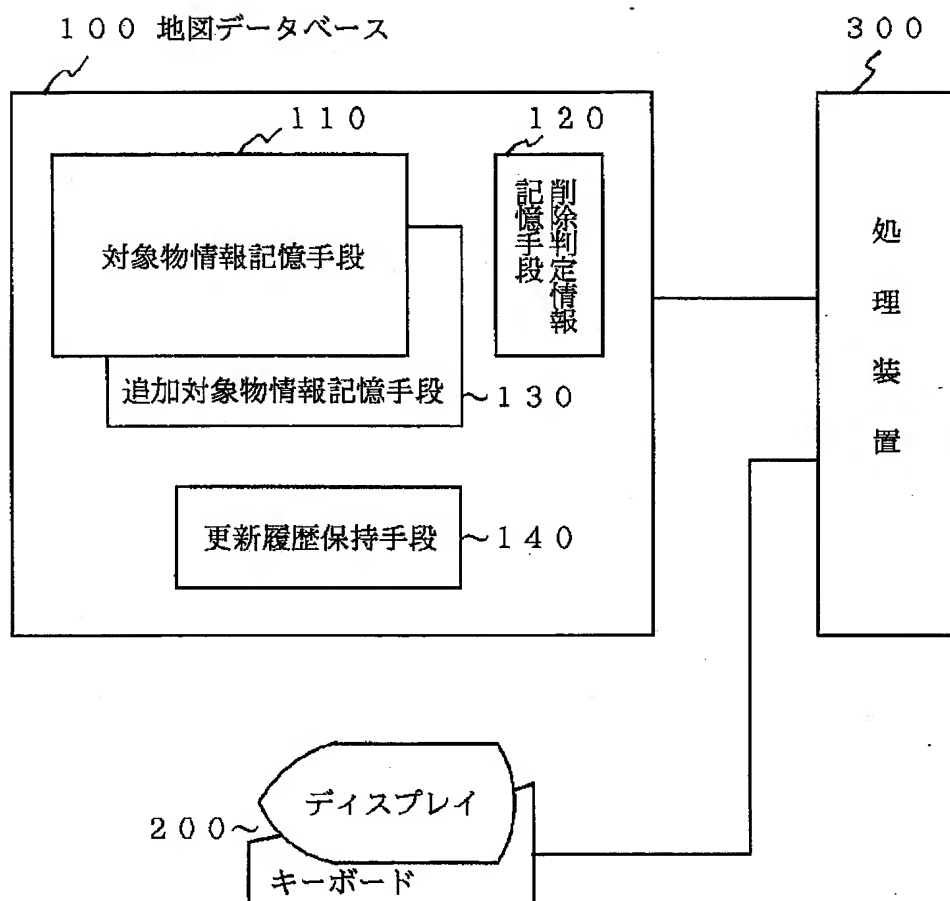 １００ 地図データベース
３００
１１０
１２０
対象物情報記憶手段
削除判定情報
記憶手段
追加対象物情報記憶手段
～１３０
更新履歴保持手段
～１４０
処理装置
ディスプレイ
２００～
キーボード